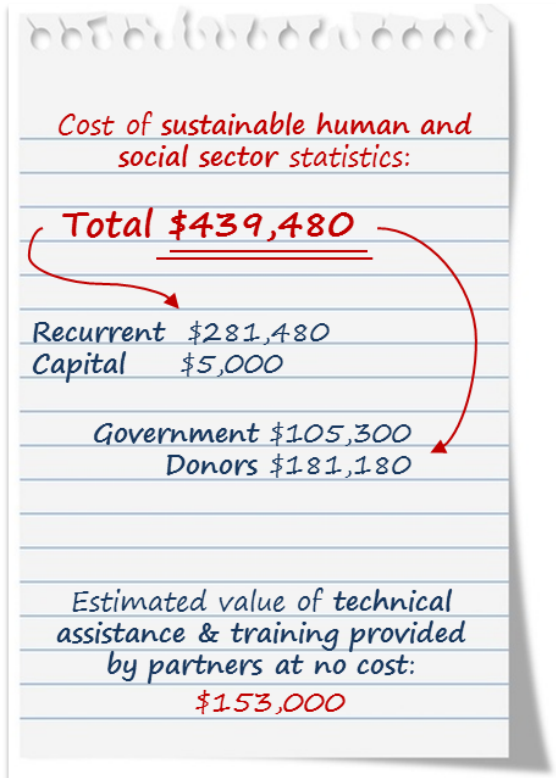 Cost of sustainable human and
social sector statistics:
Total $439,480
Recurrent $281,480
Capital $5,000
Government $105,300
Donors $181,180
Estimated value of technical
assistance & training provided
by partners at no cost:
$153,000